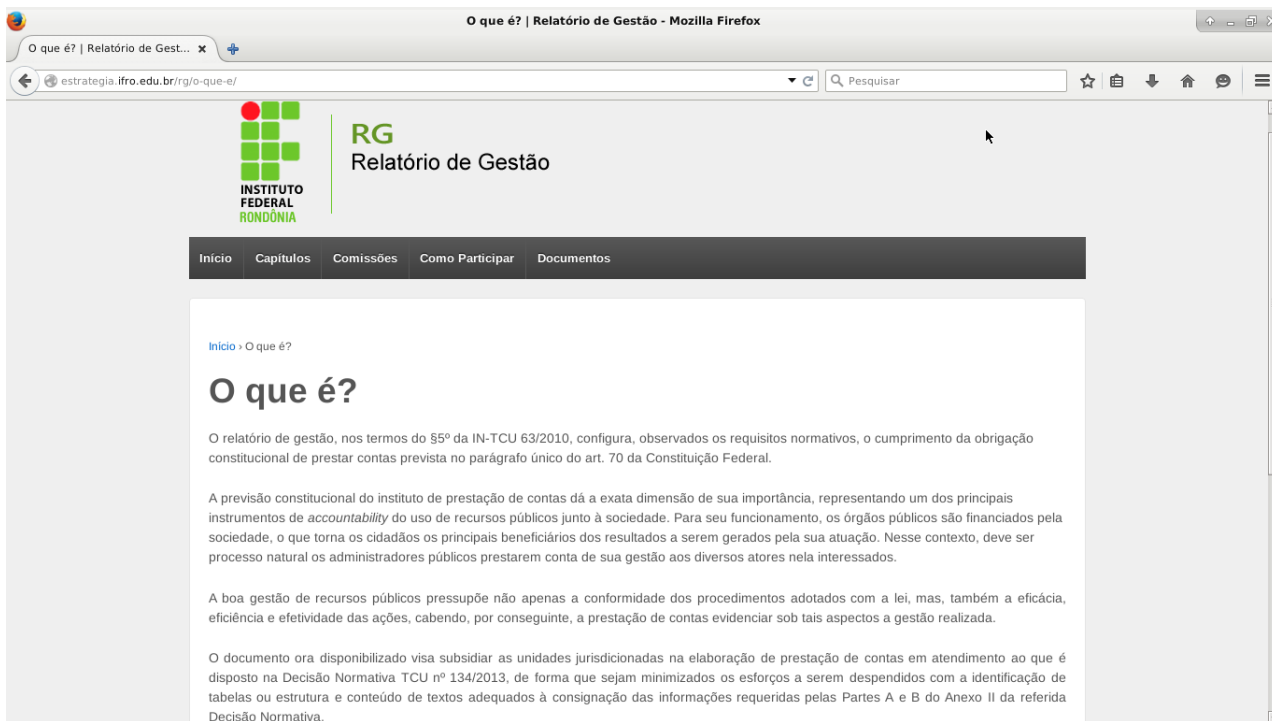 O que é? | Relatório de Gestão - Mozilla Firefox
O que é? | Relatório de Gest...
estrategia.ifro.edu.br/rg/o-que-e/
Pesquisar
RG
Relatório de Gestão
INSTITUTO
FEDERAL
RONDÔNIA
Início Capítulos Comissões Como Participar Documentos
Início › O que é?
O que é?
O relatório de gestão, nos termos do §5º da IN-TCU 63/2010, configura, observados os requisitos normativos, o cumprimento da obrigação
constitucional de prestar contas prevista no parágrafo único do art. 70 da Constituição Federal.
A previsão constitucional do instituto de prestação de contas dá a exata dimensão de sua importância, representando um dos principais
instrumentos de accountability do uso de recursos públicos junto à sociedade. Para seu funcionamento, os órgãos públicos são financiados pela
sociedade, o que torna os cidadãos os principais beneficiários dos resultados a serem gerados pela sua atuação. Nesse contexto, deve ser
processo natural os administradores públicos prestarem conta de sua gestão aos diversos atores nela interessados.
A boa gestão de recursos públicos pressupõe não apenas a conformidade dos procedimentos adotados com a lei, mas, também a eficácia,
eficiência e efetividade das ações, cabendo, por conseguinte, a prestação de contas evidenciar sob tais aspectos a gestão realizada.
O documento ora disponibilizado visa subsidiar as unidades jurisdicionadas na elaboração de prestação de contas em atendimento ao que é
disposto na Decisão Normativa TCU nº 134/2013, de forma que sejam minimizados os esforços a serem despendidos com a identificação de
tabelas ou estrutura e conteúdo de textos adequados à consignação das informações requeridas pelas Partes A e B do Anexo II da referida
Decisão Normativa.